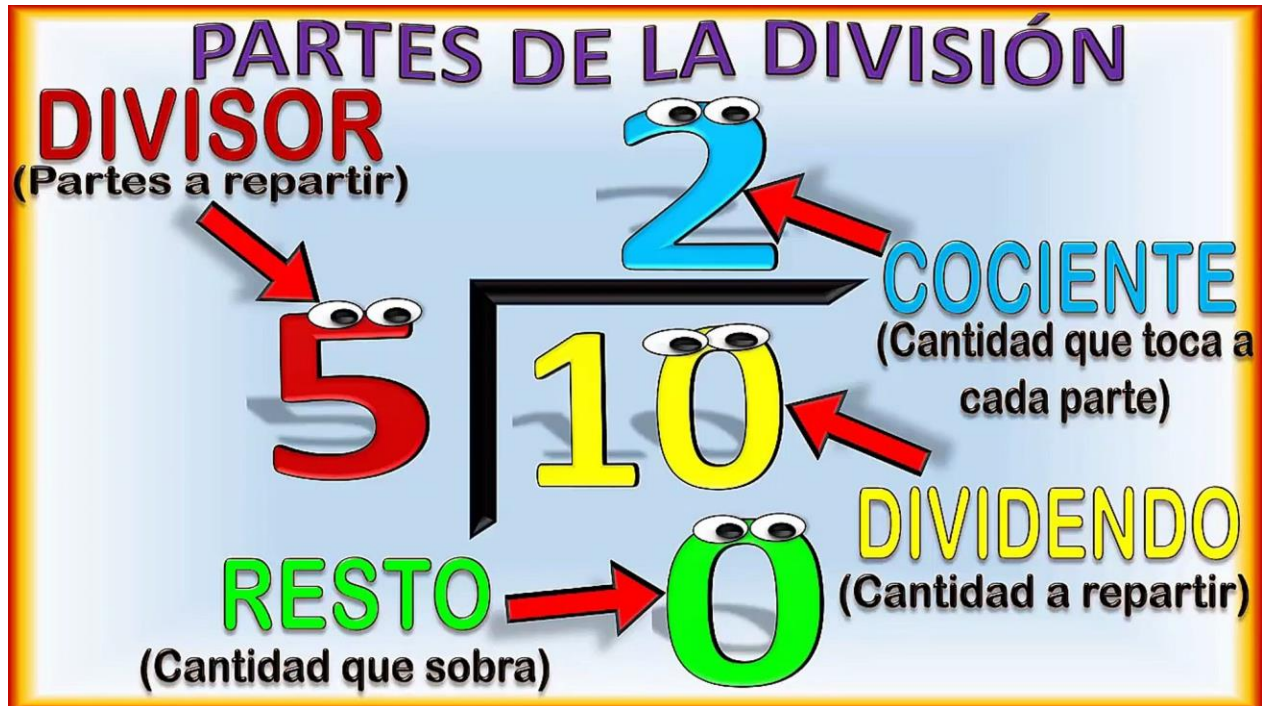 PARTES DE LA DIVISIÓN
DIVISOR
(Partes a repartir)
2
COCIENTE
(Cantidad que toca a
cada parte)
5
10
DIVIDENDO
(Cantidad a repartir)
RESTO
(Cantidad que sobra)
0